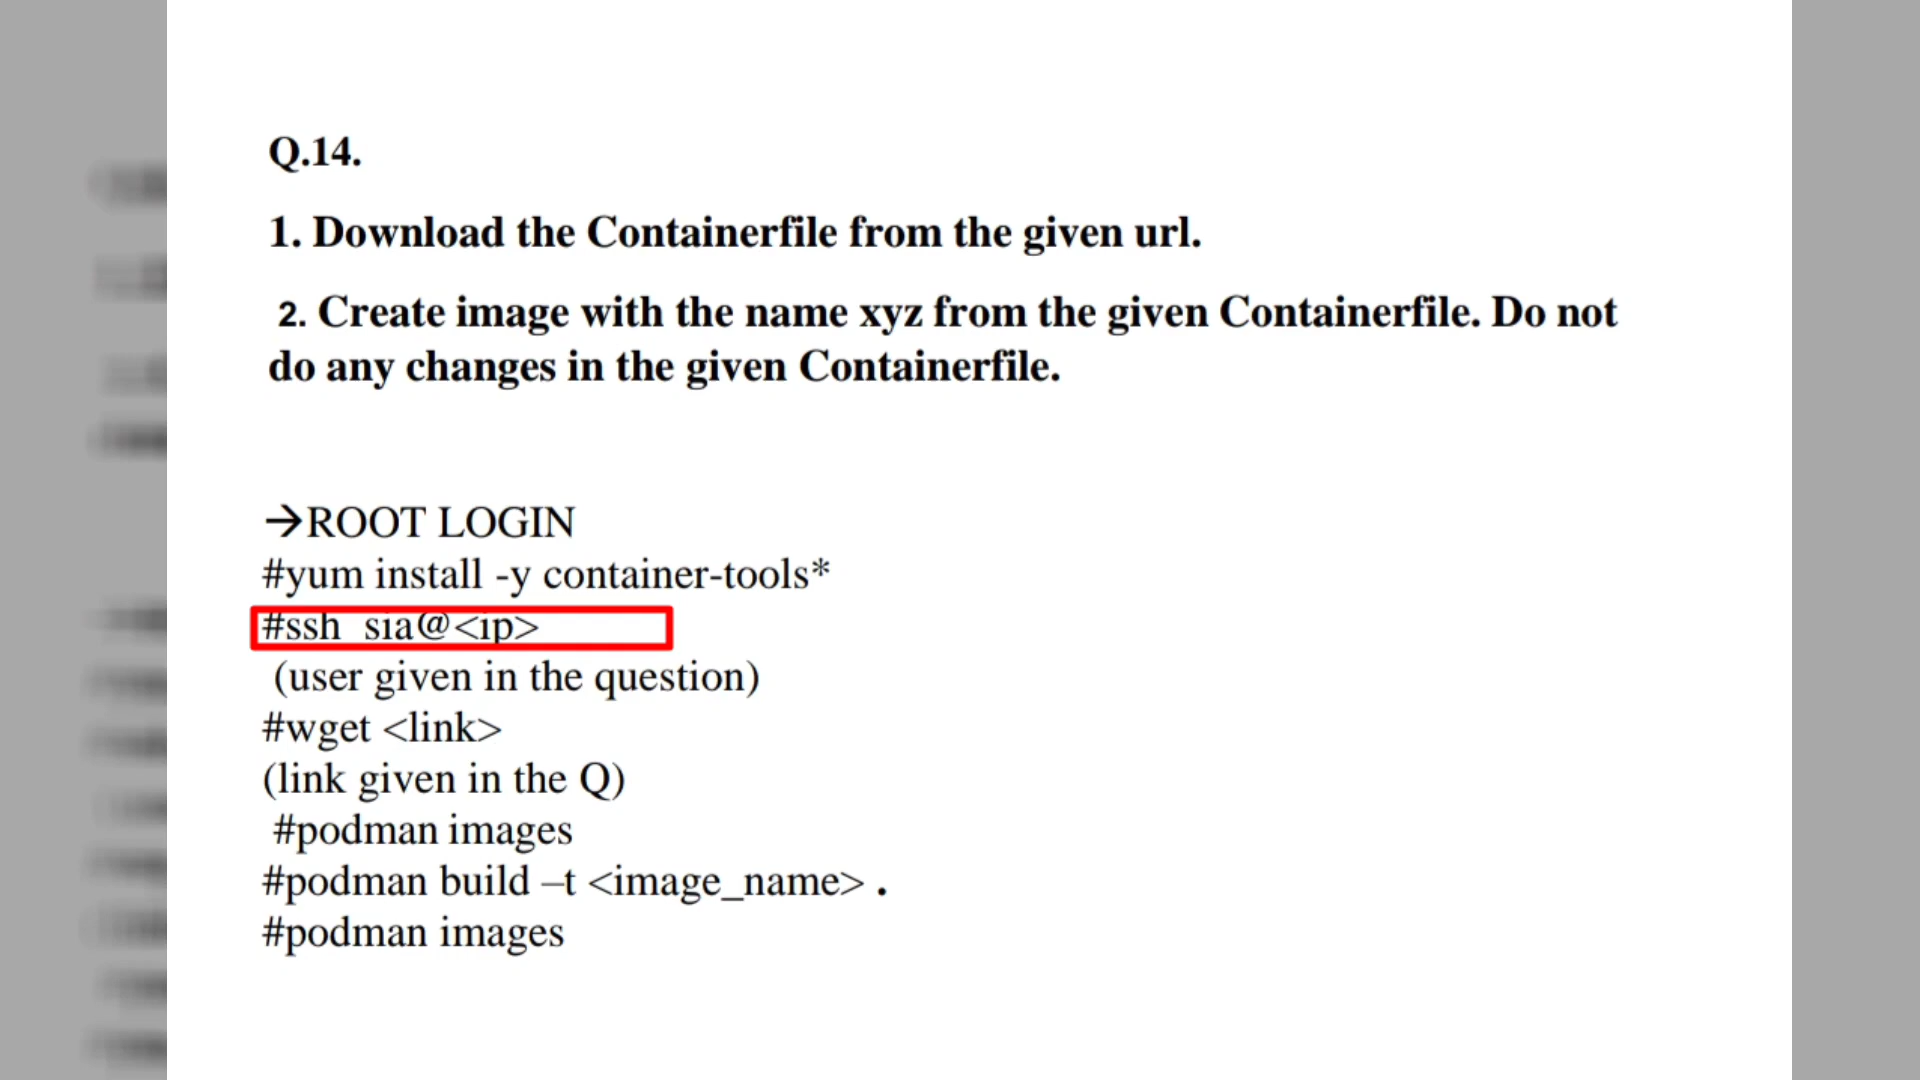 Q.14.
1. Download the Containerfile from the given url.
2. Create image with the name xyz from the given Containerfile. Do not
do any changes in the given Containerfile.
→ROOT LOGIN
#yum install -y container-tools*
#ssh sia@<ip>
(user given in the question)
#wget <link>
(link given in the Q)
#podman images
#podman build –t <image_name> .
#podman images